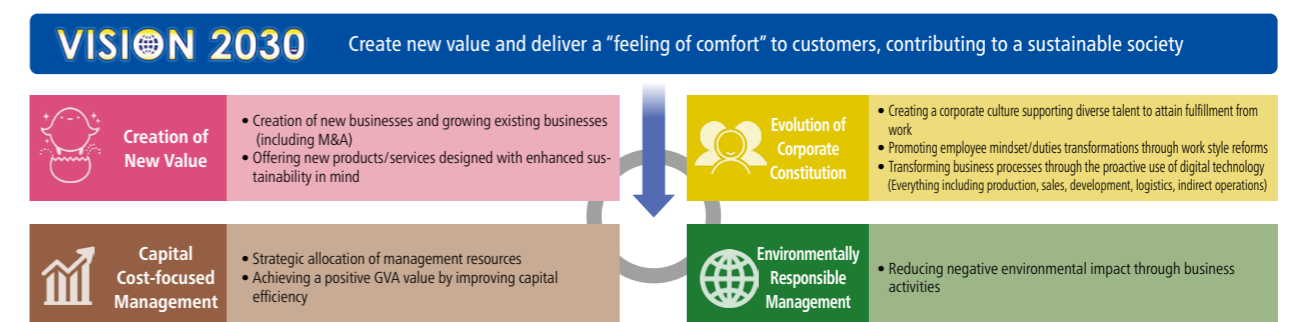 VISION 2030
Create new value and deliver a “feeling of comfort” to customers, contributing to a sustainable society
Creation of
New Value
• Creation of new businesses and growing existing businesses
(including M&A)
• Offering new products/services designed with enhanced sus-
tainability in mind
Evolution of
Corporate
Constitution
• Creating a corporate culture supporting diverse talent to attain fulfillment from
work
• Promoting employee mindset/duties transformations through work style reforms
• Transforming business processes through the proactive use of digital technology
(Everything including production, sales, development, logistics, indirect operations)
Capital
Cost-focused
Management
• Strategic allocation of management resources
• Achieving a positive GVA value by improving capital
efficiency
Environmentally
Responsible
Management
• Reducing negative environmental impact through business
activities